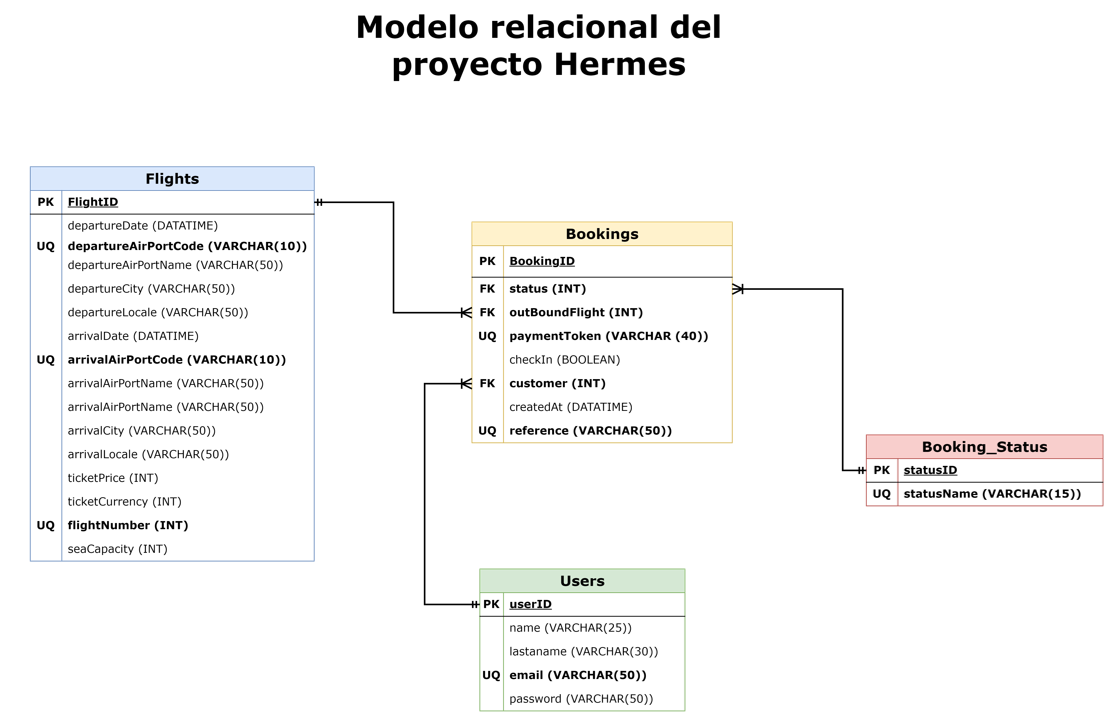 Modelo relacional del
proyecto Hermes
Flights
PK FlightID
departureDate (DATATIME)
UQ departureAirPortCode (VARCHAR(10))
departureAirPortName (VARCHAR(50))
departureCity (VARCHAR(50))
departureLocale (VARCHAR(50))
arrivalDate (DATATIME)
UQ arrivalAirPortCode (VARCHAR(10))
arrivalAirPortName (VARCHAR(50))
arrivalAirPortName (VARCHAR(50))
arrivalCity (VARCHAR(50))
arrivalLocale (VARCHAR(50))
ticketPrice (INT)
ticketCurrency (INT)
UQ flightNumber (INT)
seaCapacity (INT)
Bookings
PK BookingID
FK status (INT)
FK outBoundFlight (INT)
UQ paymentToken (VARCHAR (40))
checkIn (BOOLEAN)
FK customer (INT)
createdAt (DATATIME)
UQ reference (VARCHAR(50))
Booking_Status
PK statusID
UQ statusName (VARCHAR(15))
Users
PK userID
name (VARCHAR(25))
lastaname (VARCHAR(30))
UQ email (VARCHAR(50))
password (VARCHAR(50))